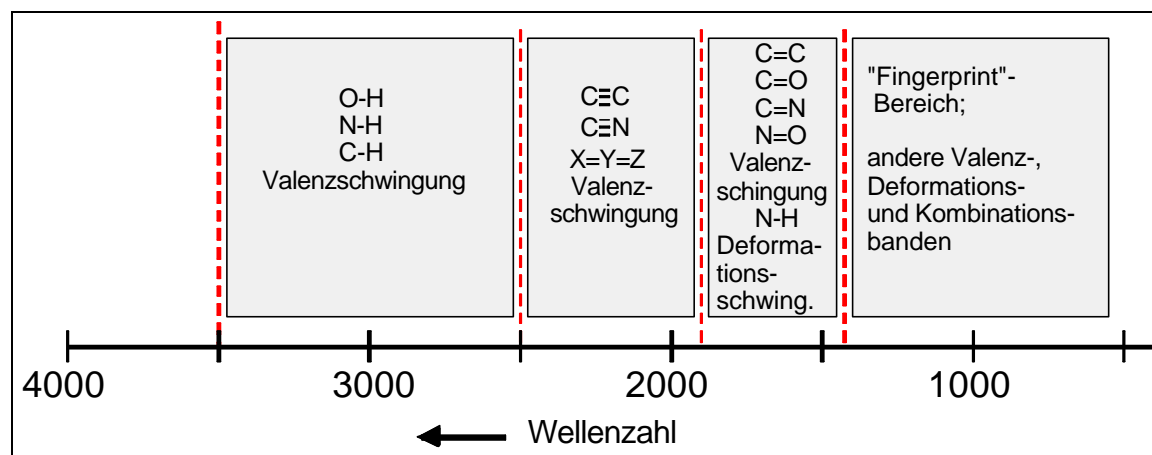 O-H
N-H
C-H
Valenzschwingung
C≡C
C≡N
X=Y=Z
Valenz-
schwingung
C=C
C=O
C=N
N=O
Valenz-
schingung
N-H
Deforma-
tions-
schwing.
"Fingerprint"-
Bereich;
andere Valenz-,
Deformations-
und Kombinations-
banden
4000 3000 2000 1000
Wellenzahl